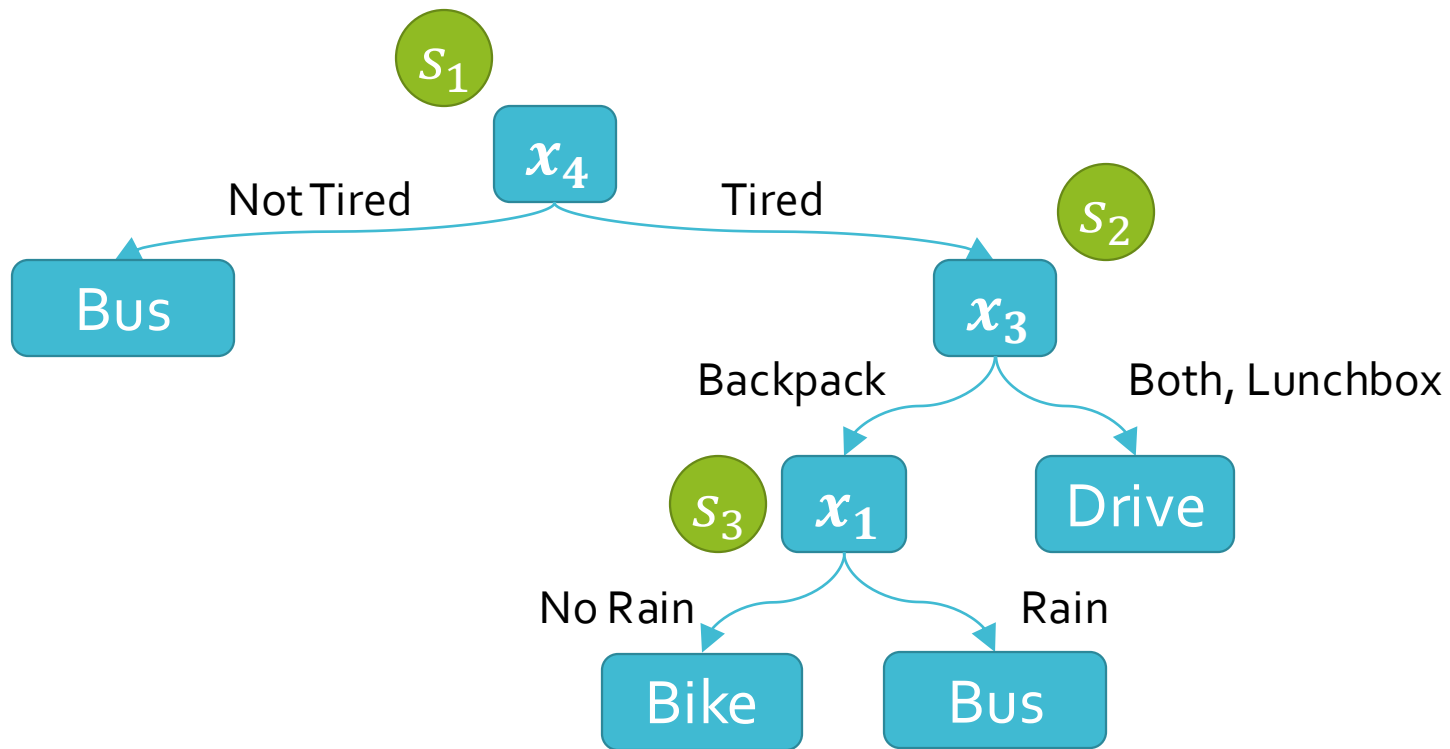 s₁
x₄
Not Tired
Tired
s₂
Bus
x₃
Backpack
Both, Lunchbox
s₃
x₁
Drive
No Rain
Rain
Bike
Bus